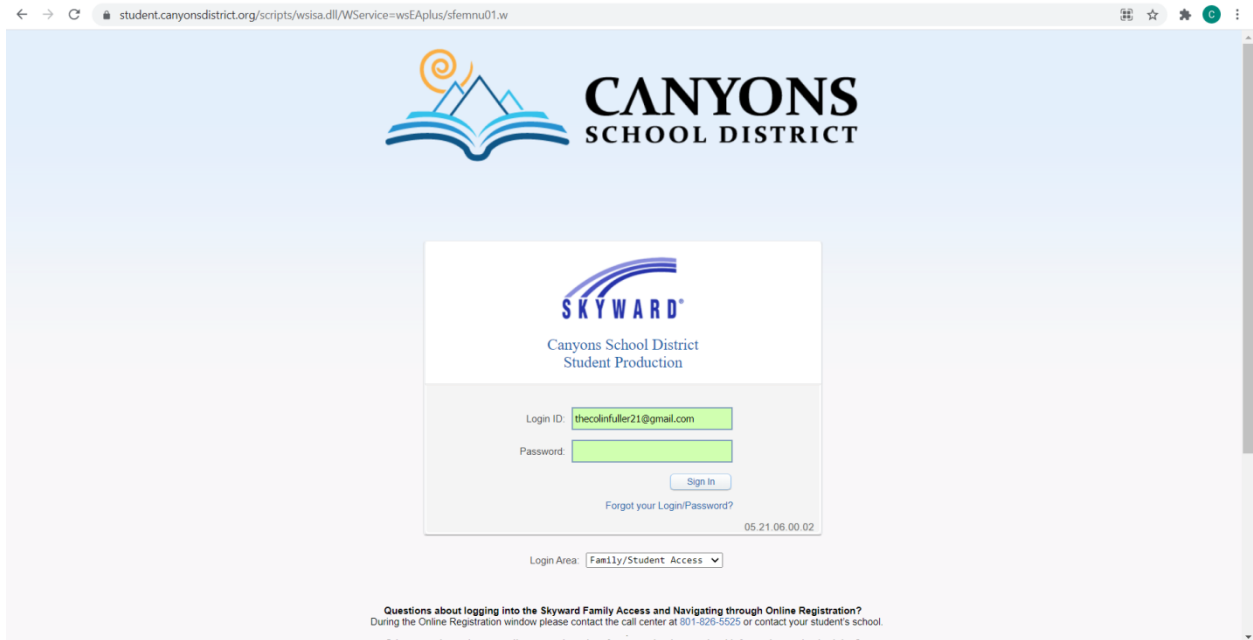 student.canyonsdistrict.org/scripts/wsisa.dll/WService=wsEAplus/sfemnu01.w
C
CANYONS
SCHOOL DISTRICT
SKYWARD®
Canyons School District
Student Production
Login ID: thecolinfuller21@gmail.com
Password:
Sign In
Forgot your Login/Password?
05.21.06.00.02
Login Area: Family/Student Access
Questions about logging into the Skyward Family Access and Navigating through Online Registration?
During the Online Registration window please contact the call center at 801-826-5525 or contact your student's school.